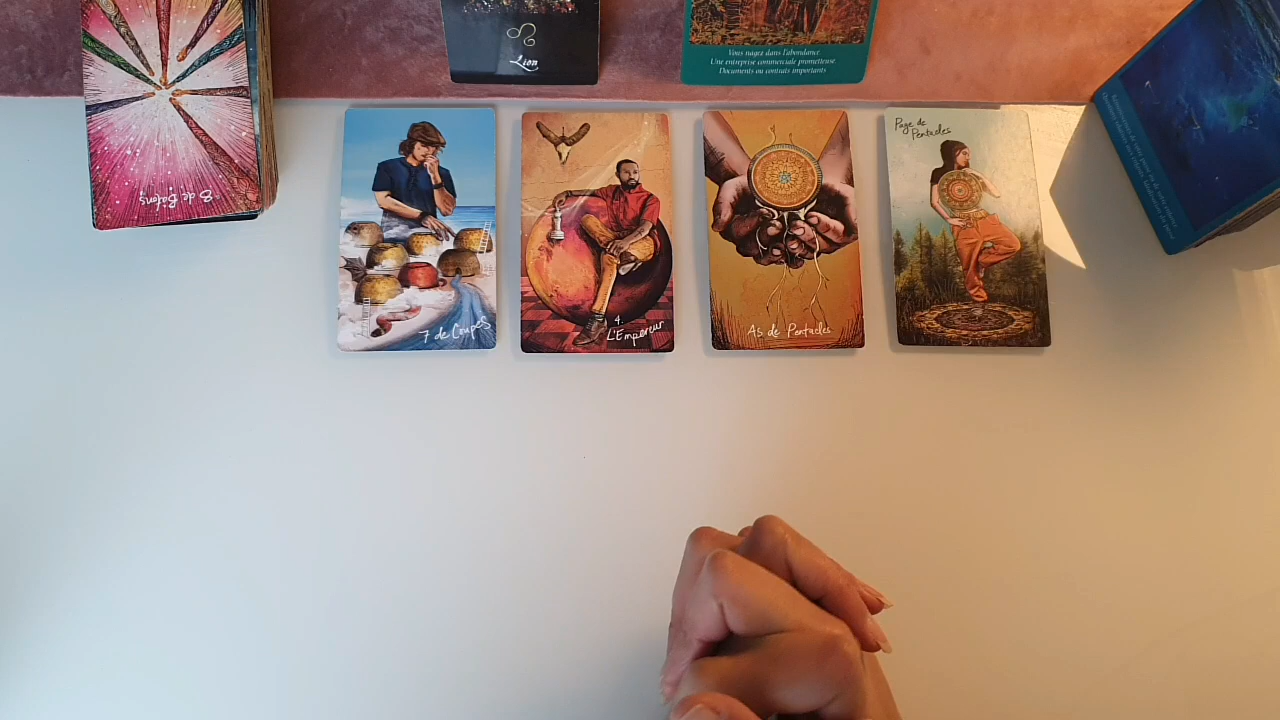 Lion
Vous nagez dans l'abondance.
Une entreprise commerciale prometteuse
Documents ou contrats importants
8 de Bâtons
7 de Coupes
4.
L'Empereur
As de Pentacles
Page de
Pentacles